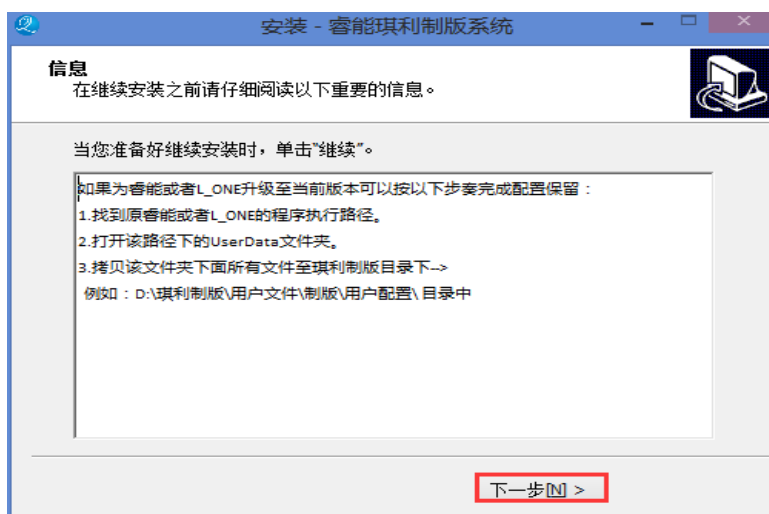 安装 - 睿能琪利制版系统
信息
在继续安装之前请仔细阅读以下重要的信息。
当您准备好继续安装时，单击"继续"。
如果为睿能或者L_ONE升级至当前版本可以按以下步奏完成配置保留：
1.找到原睿能或者L_ONE的程序执行路径。
2.打开该路径下的UserData文件夹。
3.拷贝该文件夹下面所有文件至琪利制版目录下-->
例如：D:\琪利制版\用户文件\制版\用户配置\ 目录中
下一步[N] >